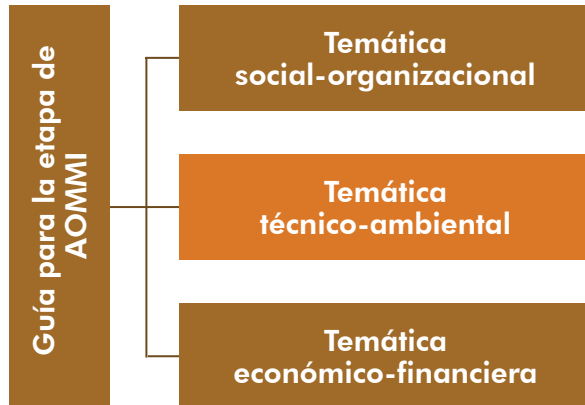 Guía para la etapa de
AOMMI
Temática
social-organizacional
Temática
técnico-ambiental
Temática
económico-financiera